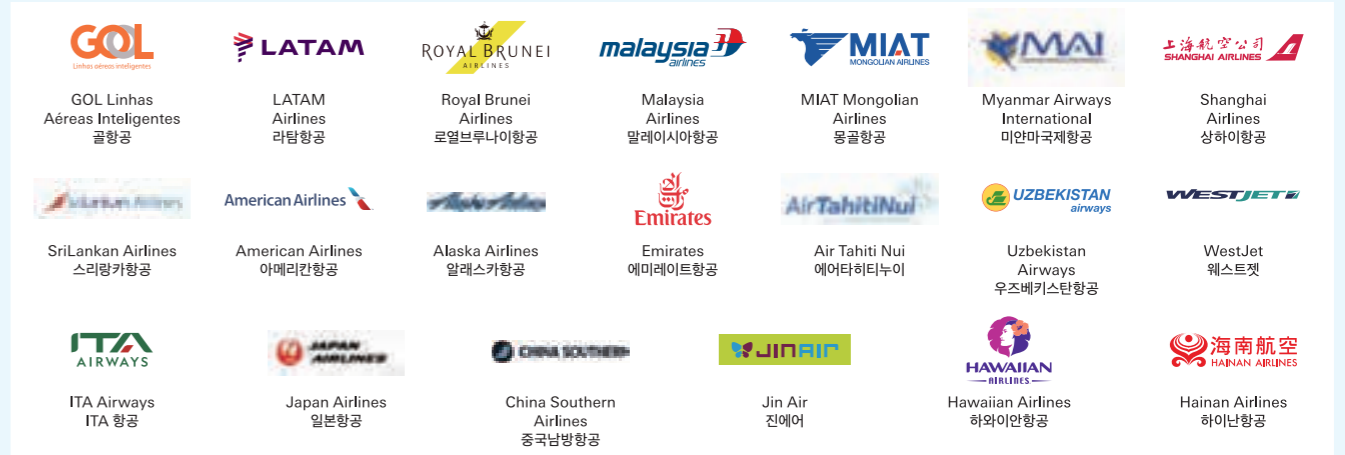 GOL
Linhas aéreas inteligentes
LATAM
ROYAL BRUNEI
AIRLINES
malaysia
airlines
MIAT
MONGOLIAN AIRLINES
MAI
上海航空公司
SHANGHAI AIRLINES
GOL Linhas
Aéreas Inteligentes
골항공
LATAM
Airlines
라탐항공
Royal Brunei
Airlines
로열브루나이항공
Malaysia
Airlines
말레이시아항공
MIAT Mongolian
Airlines
몽골항공
Myanmar Airways
International
미얀마국제항공
Shanghai
Airlines
상하이항공
SriLankan Airlines
American Airlines
Alaska Airlines
Emirates
AirTahitiNui
UZBEKISTAN
airways
WESTJET
SriLankan Airlines
스리랑카항공
American Airlines
아메리칸항공
Alaska Airlines
알래스카항공
Emirates
에미레이트항공
Air Tahiti Nui
에어타히티누이
Uzbekistan
Airways
우즈베키스탄항공
WestJet
웨스트젯
ITA
AIRWAYS
JAPAN
AIRLINES
CHINA SOUTHERN
JINAIR
HAWAIIAN
AIRLINES
海南航空
HAINAN AIRLINES
ITA Airways
ITA 항공
Japan Airlines
일본항공
China Southern
Airlines
중국남방항공
Jin Air
진에어
Hawaiian Airlines
하와이안항공
Hainan Airlines
하이난항공